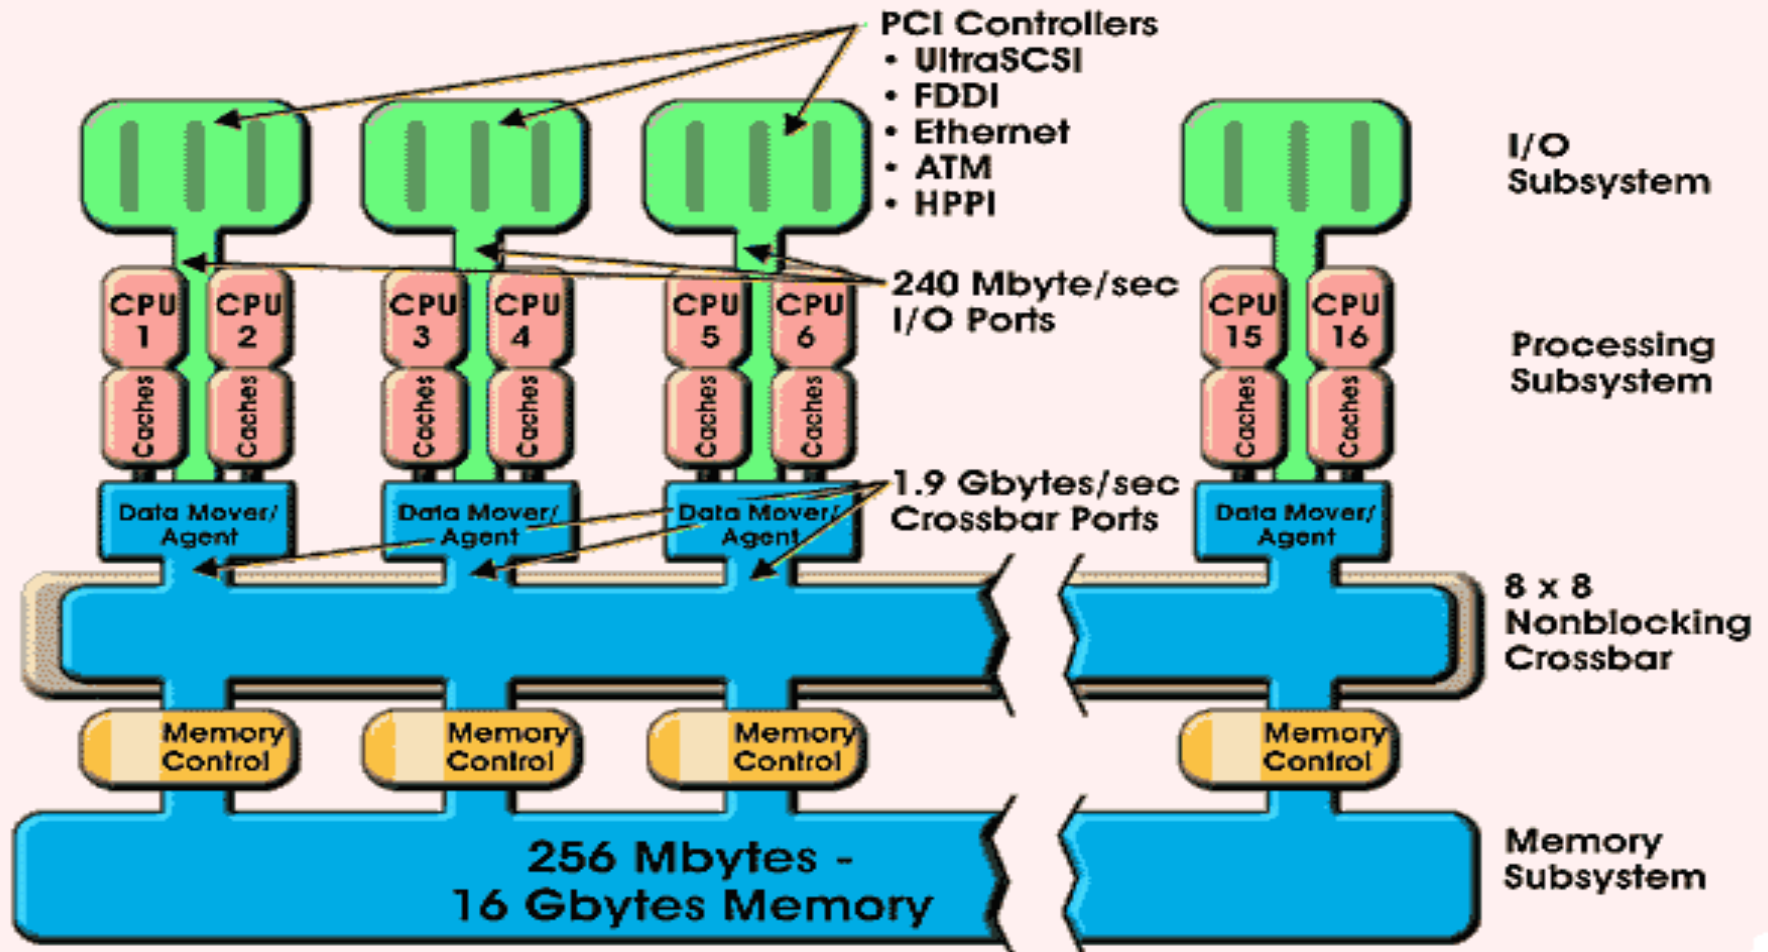 PCI Controllers
• UltraSCSI
• FDDI
• Ethernet
• ATM
• HPPI
I/O
Subsystem
CPU
1
CPU
2
CPU
3
CPU
4
CPU
5
CPU
6
240 Mbyte/sec
I/O Ports
CPU
15
CPU
16
Processing
Subsystem
Caches
Caches
Caches
Caches
Caches
Caches
Caches
Caches
1.9 Gbytes/sec
Crossbar Ports
Data Mover/
Agent
Data Mover/
Agent
Data Mover/
Agent
Data Mover/
Agent
8 x 8
Nonblocking
Crossbar
Memory
Control
Memory
Control
Memory
Control
Memory
Control
256 Mbytes -
16 Gbytes Memory
Memory
Subsystem